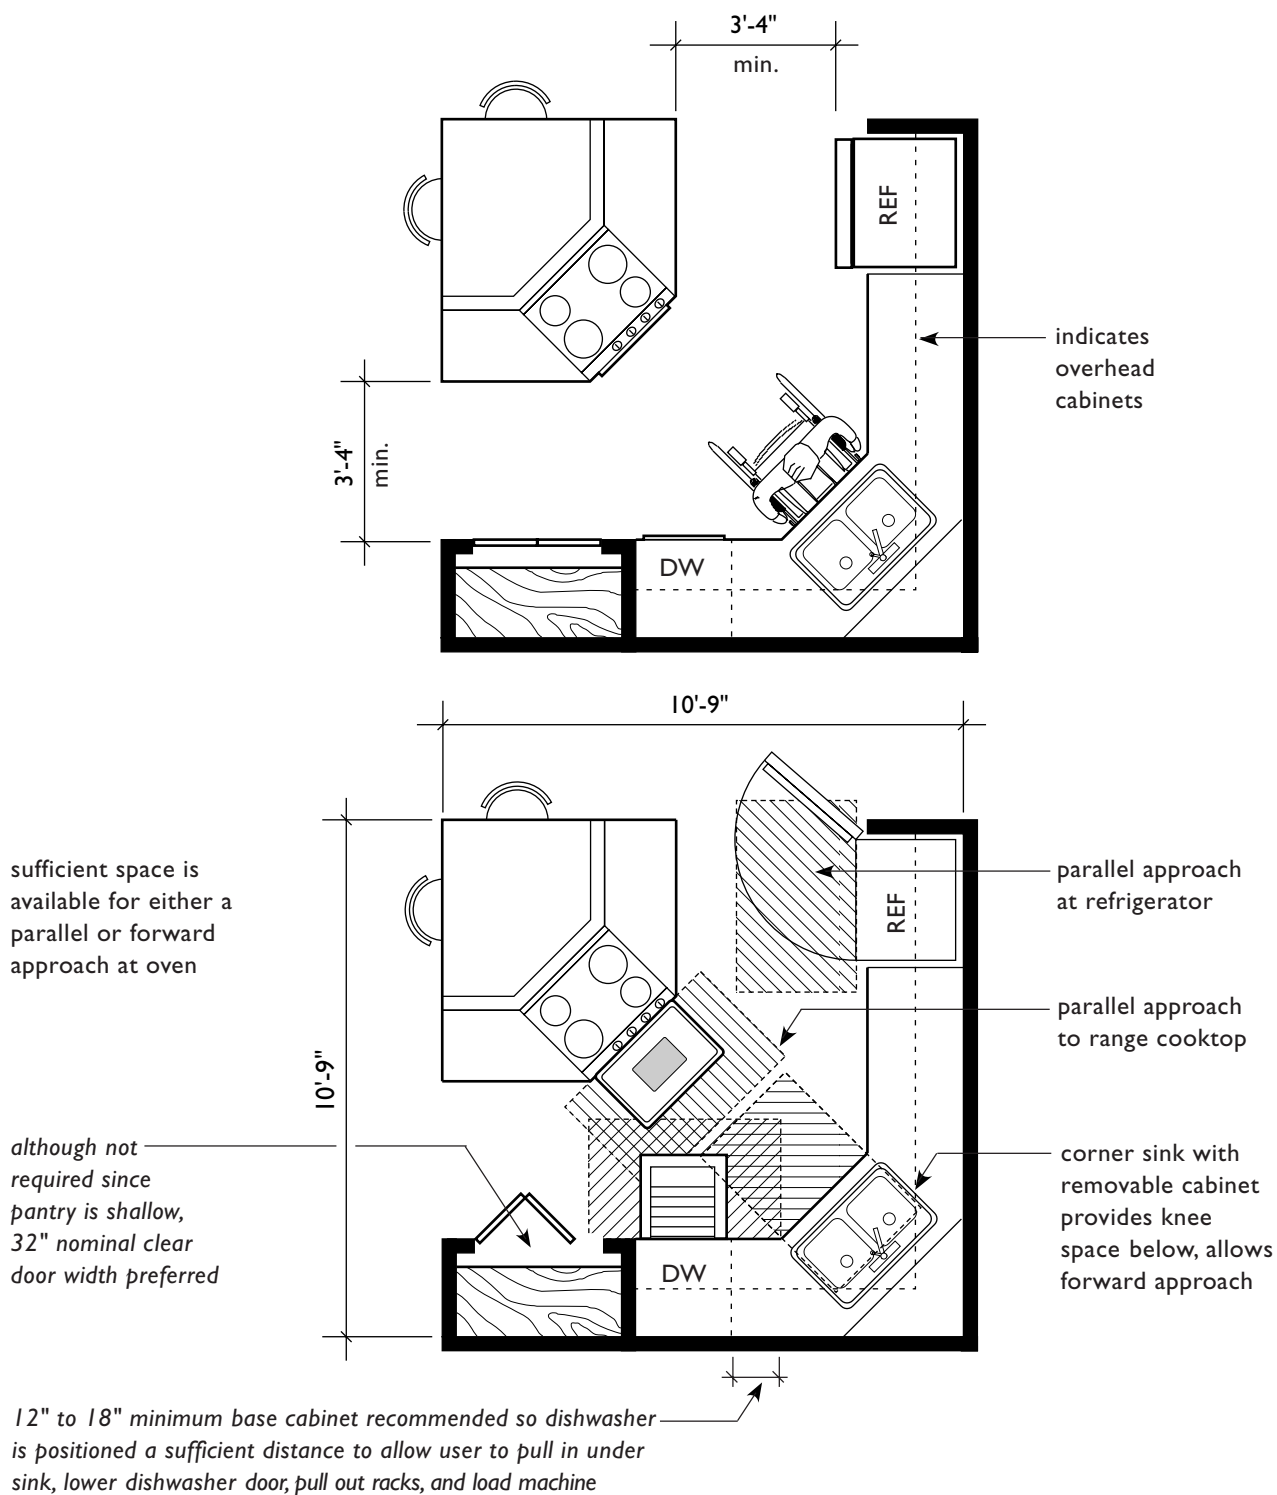 3'-4"
min.
REF
indicates
overhead
cabinets
3'-4"
min.
DW
10'-9"
sufficient space is
available for either a
parallel or forward
approach at oven
parallel approach
at refrigerator
REF
parallel approach
to range cooktop
10'-9"
although not
required since
pantry is shallow,
32" nominal clear
door width preferred
corner sink with
removable cabinet
provides knee
space below, allows
forward approach
DW
12" to 18" minimum base cabinet recommended so dishwasher
is positioned a sufficient distance to allow user to pull in under
sink, lower dishwasher door, pull out racks, and load machine